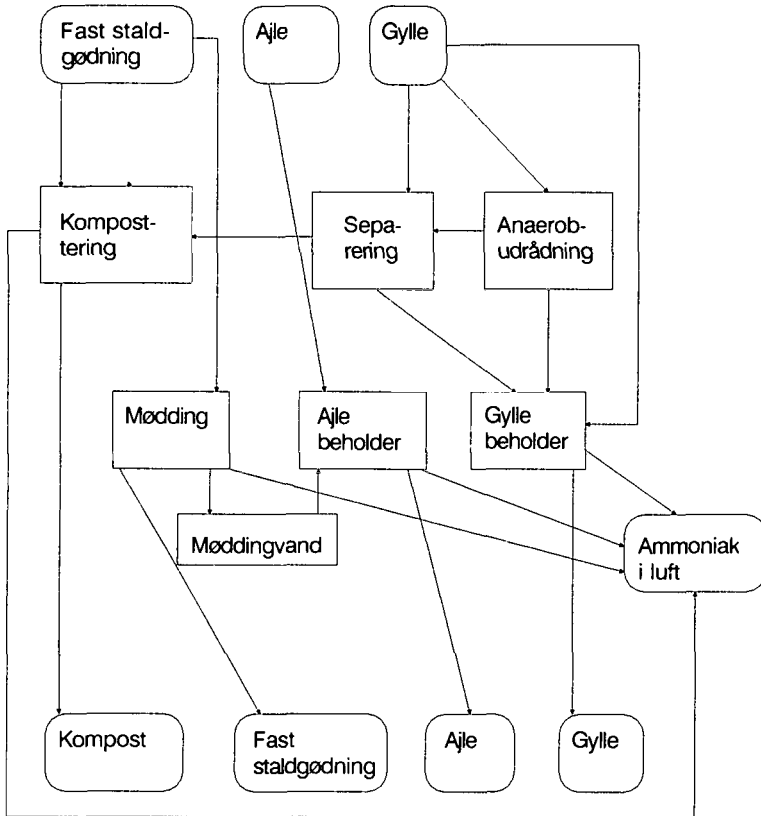 Fast stald-
gødning
Ajle
Gylle
Kompost-
tering
Sepa-
rering
Anaerob-
udrådning
Mødding
Ajle
beholder
Gylle
beholder
Møddingvand
Ammoniak
i luft
Kompost
Fast
staldgødning
Ajle
Gylle